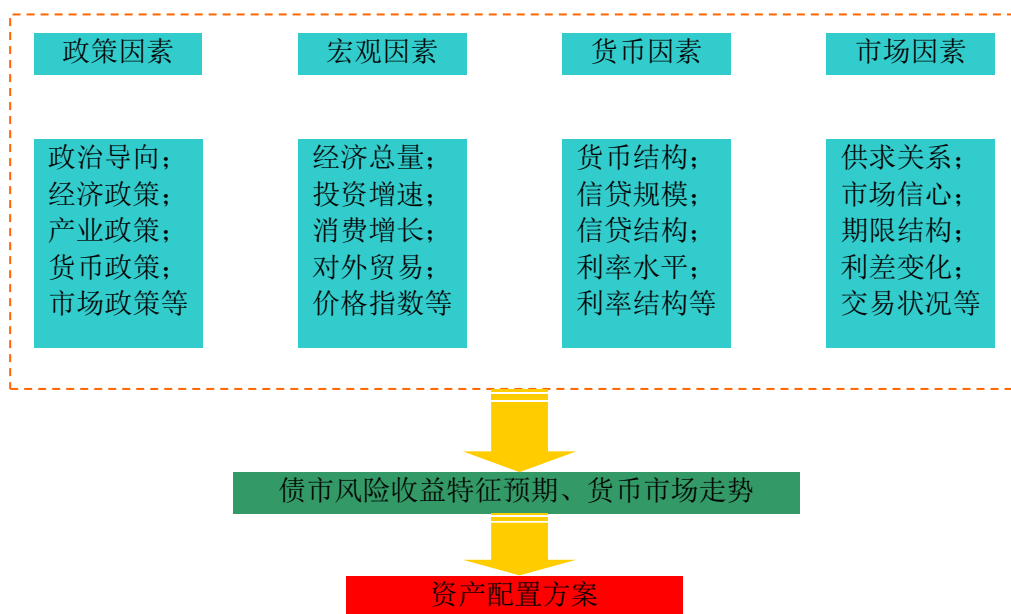 政策因素
宏观因素
货币因素
市场因素
政治导向；
经济政策；
产业政策；
货币政策；
市场政策等
经济总量；
投资增速；
消费增长；
对外贸易；
价格指数等
货币结构；
信贷规模；
信贷结构；
利率水平；
利率结构等
供求关系；
市场信心；
期限结构；
利差变化；
交易状况等
债市风险收益特征预期、货币市场走势
资产配置方案